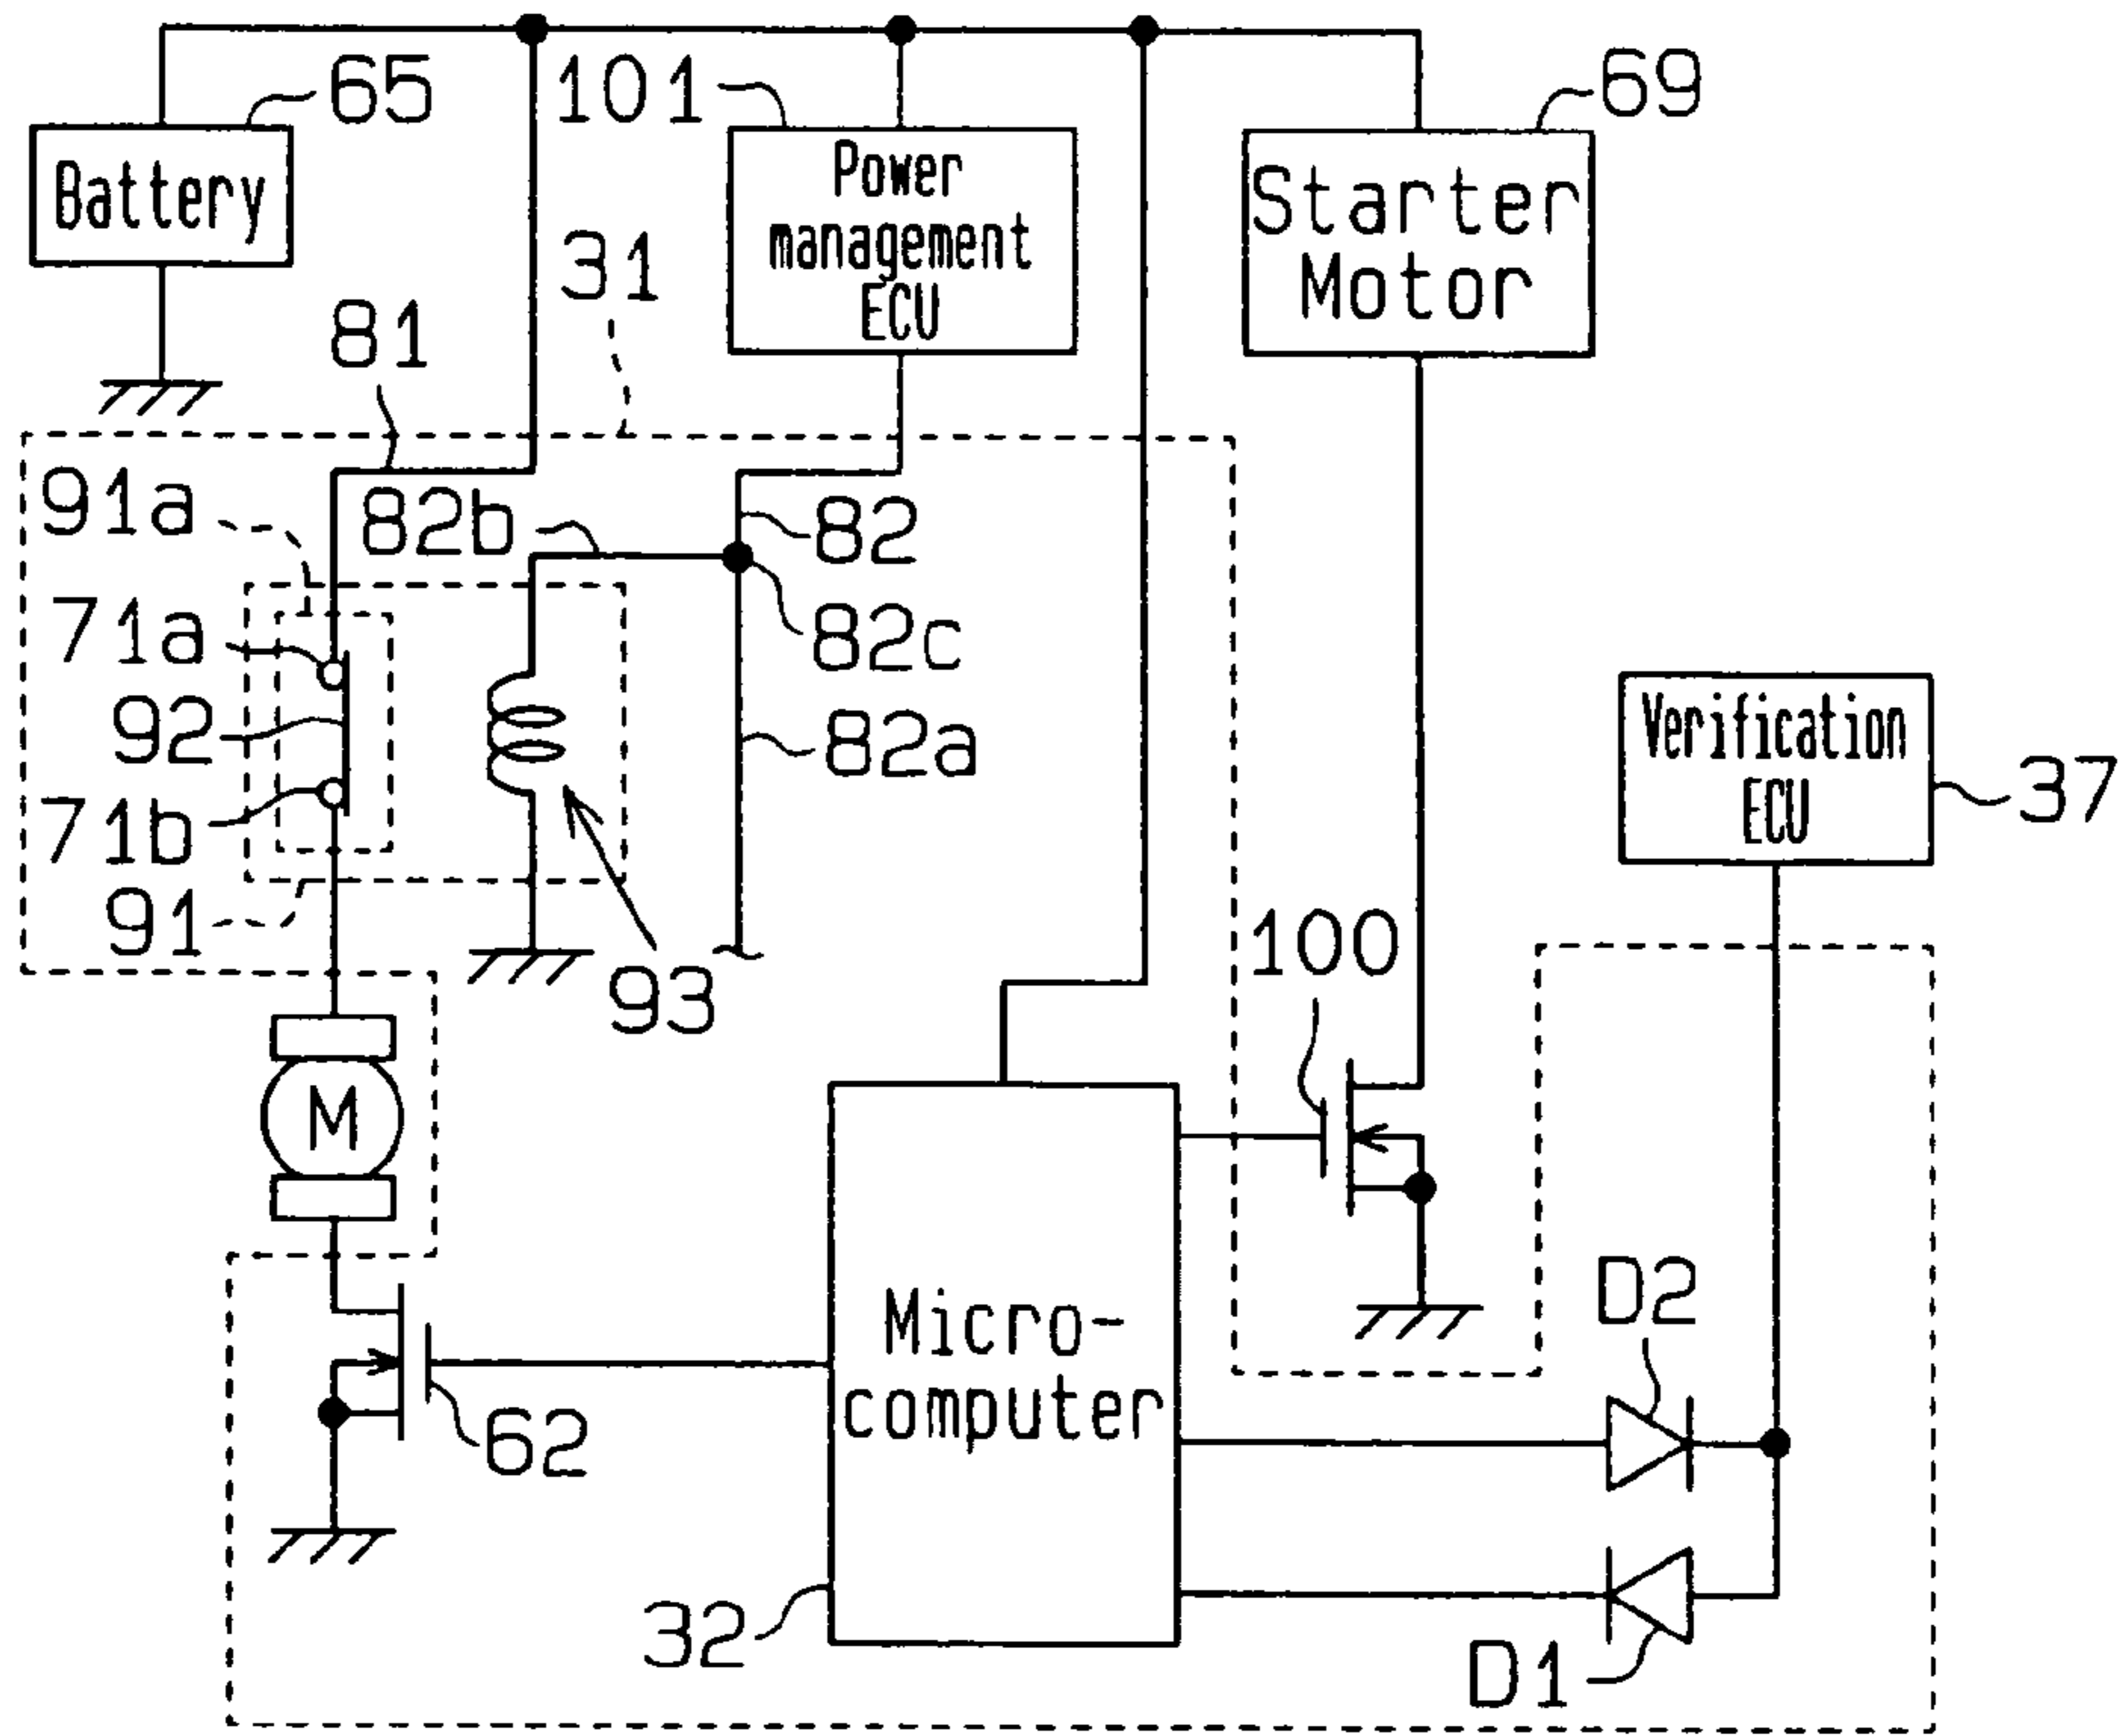 65
101
69
Battery
Power
management
ECU
Starter
Motor
31
81
91a
82b
82
71a
82c
92
82a
Verification
ECU
37
71b
91
93
100
M
D2
Micro-
computer
62
32
D1